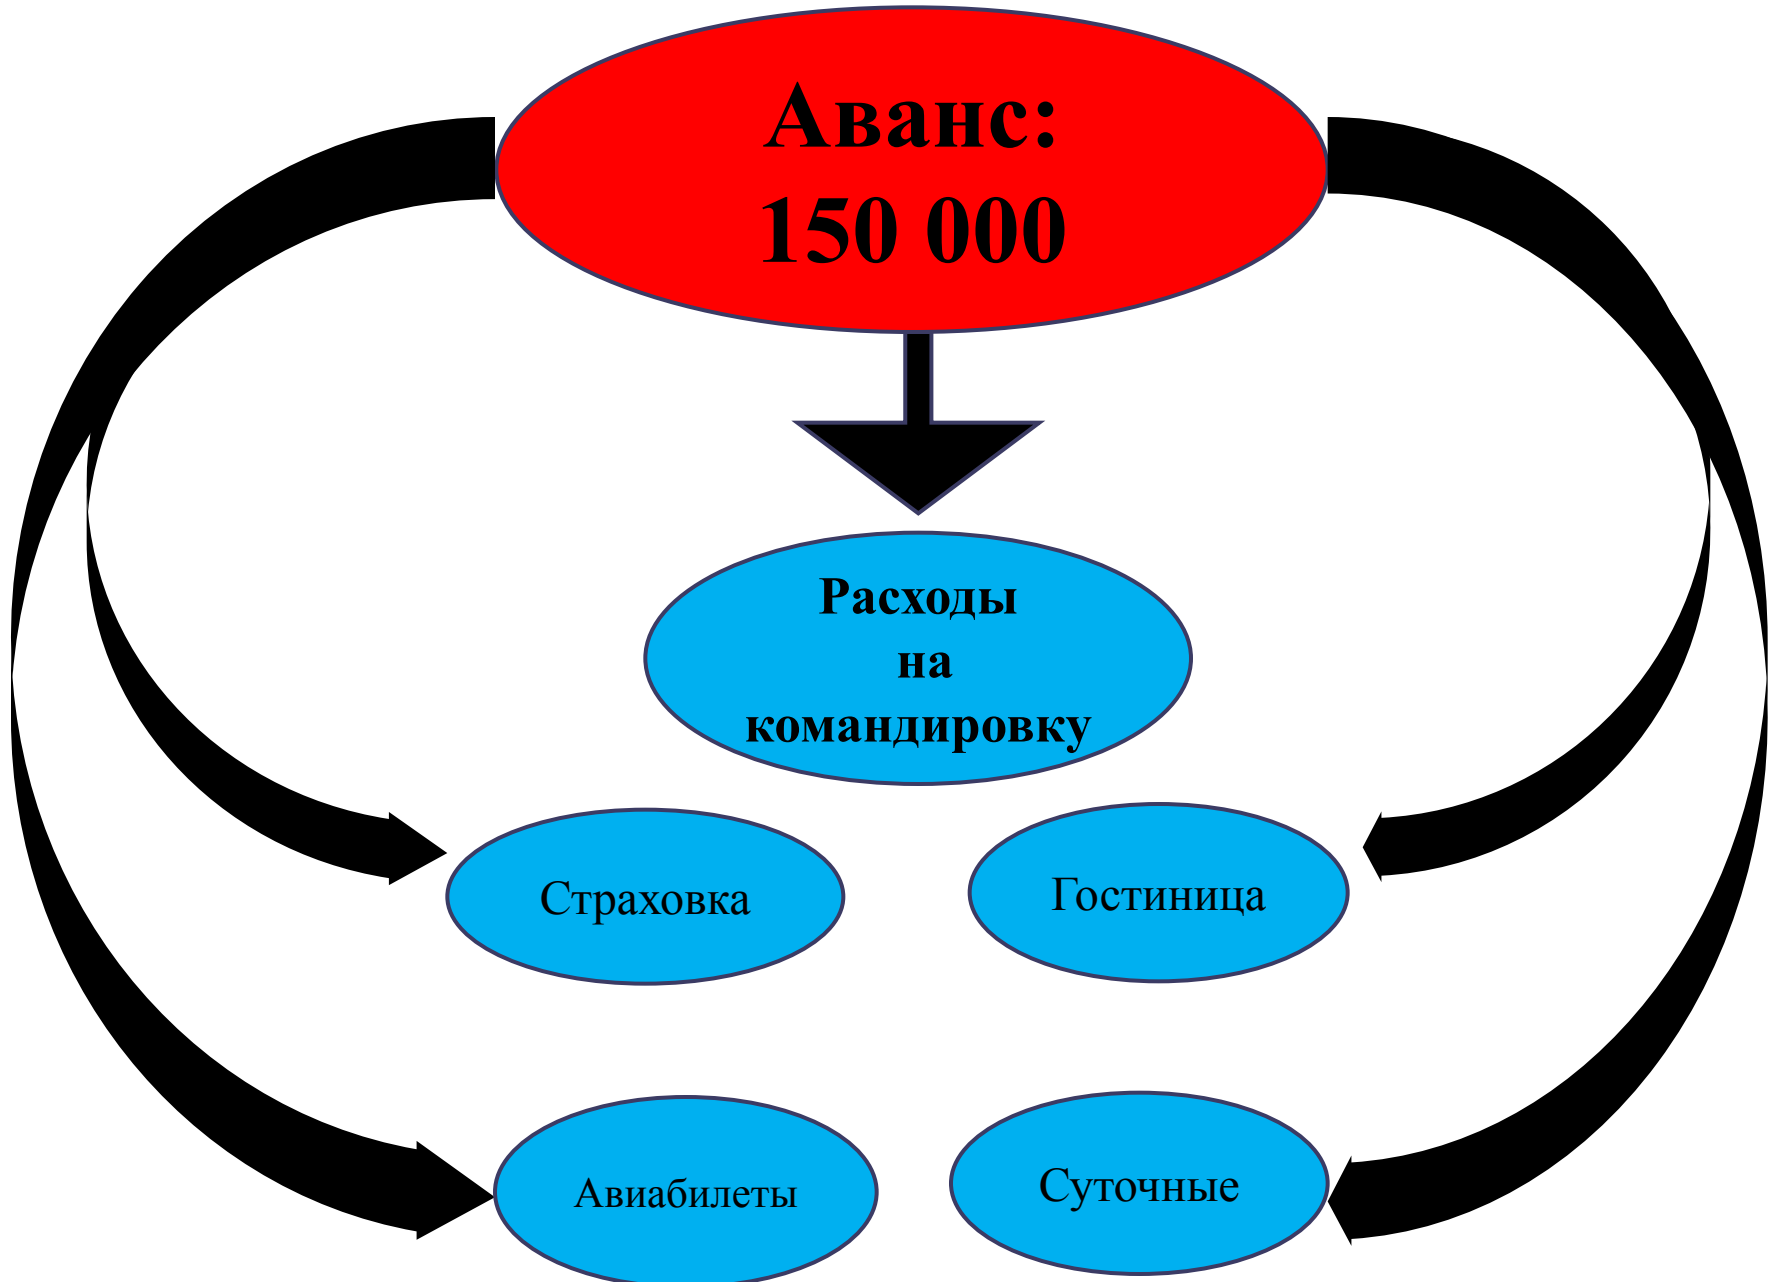 Аванс:
150 000
Расходы
на
командировку
Страховка
Гостиница
Авиабилеты
Суточные